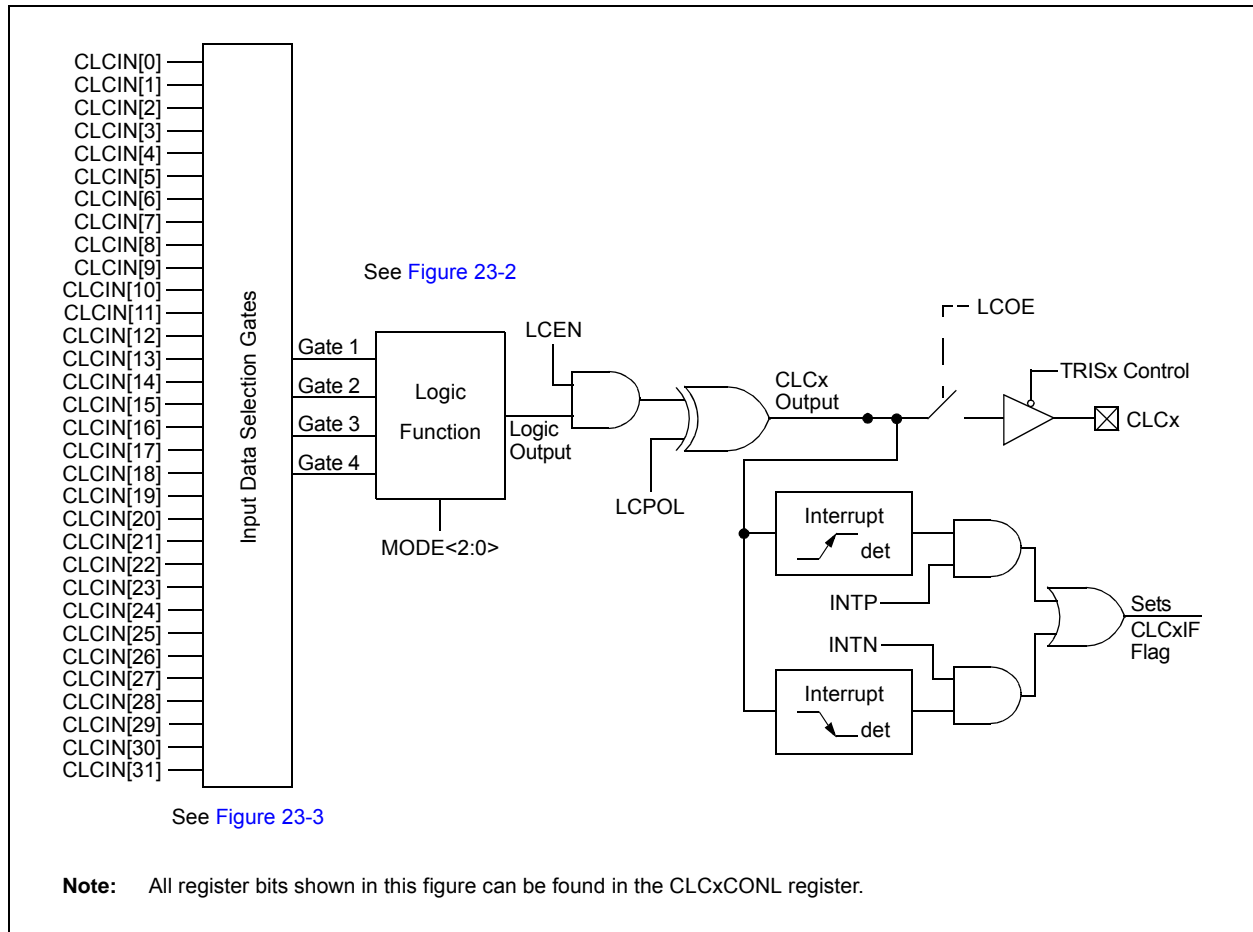 CLCIN[0]
CLCIN[1]
CLCIN[2]
CLCIN[3]
CLCIN[4]
CLCIN[5]
CLCIN[6]
CLCIN[7]
CLCIN[8]
CLCIN[9]
CLCIN[10]
CLCIN[11]
CLCIN[12]
CLCIN[13]
CLCIN[14]
CLCIN[15]
CLCIN[16]
CLCIN[17]
CLCIN[18]
CLCIN[19]
CLCIN[20]
CLCIN[21]
CLCIN[22]
CLCIN[23]
CLCIN[24]
CLCIN[25]
CLCIN[26]
CLCIN[27]
CLCIN[28]
CLCIN[29]
CLCIN[30]
CLCIN[31]
Input Data Selection Gates
See Figure 23-3
Gate 1
Gate 2
Gate 3
Gate 4
See Figure 23-2
Logic
Function
MODE<2:0>
Logic
Output
LCEN
LCPOL
CLCx
Output
LCOE
TRISx Control
CLCx
Interrupt
det
INTP
INTN
Interrupt
det
Sets
CLCxIF
Flag
Note: All register bits shown in this figure can be found in the CLCxCONL register.